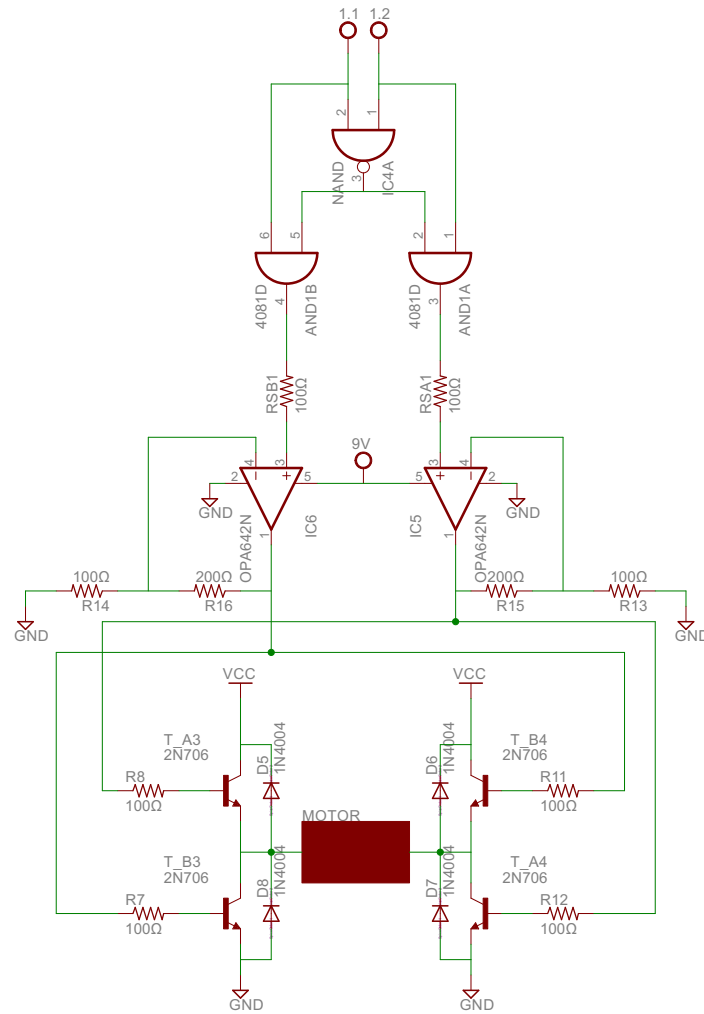 1.1 1.2
2 1
NAND 3 IC4A
6 5 2 1
4081D 4 AND1B 4081D 3 AND1A
RSB1 100Ω RSA1 100Ω
9V
4 3 3 4
- + + -
2 5 5 2
GND GND
1 OPA642N IC6 IC5 1 OPA642N
100Ω 200Ω 200Ω 100Ω
R14 R16 R15 R13
GND GND
VCC VCC
T_A3 T_B4
2N706 2N706
R8 D5 1N4004 D6 1N4004 R11
100Ω 100Ω
MOTOR
T_B3 T_A4
2N706 2N706
R7 D8 1N4004 D7 1N4004 R12
100Ω 100Ω
GND GND